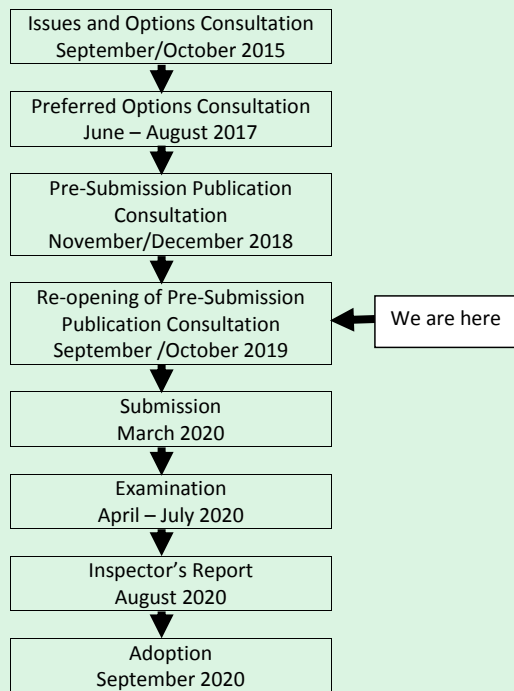 Issues and Options Consultation
September/October 2015
Preferred Options Consultation
June – August 2017
Pre-Submission Publication
Consultation
November/December 2018
Re-opening of Pre-Submission
Publication Consultation
September /October 2019
We are here
Submission
March 2020
Examination
April – July 2020
Inspector’s Report
August 2020
Adoption
September 2020